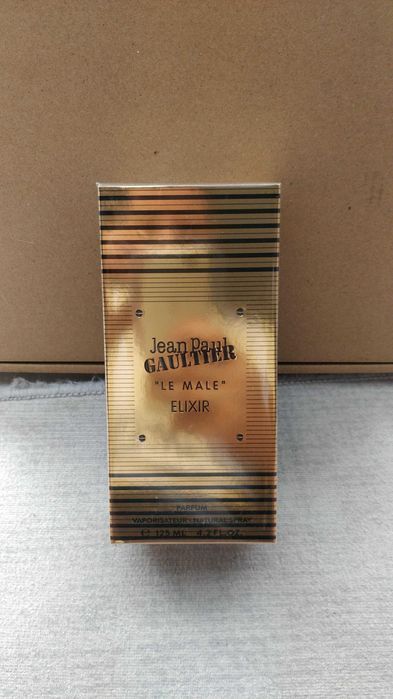 Jean Paul
GAULTIER
"LE MALE"
ELIXIR
PARFUM
VAPORISATEUR · NATURAL SPRAY
℮ 125 ML 4.2 FL.OZ.